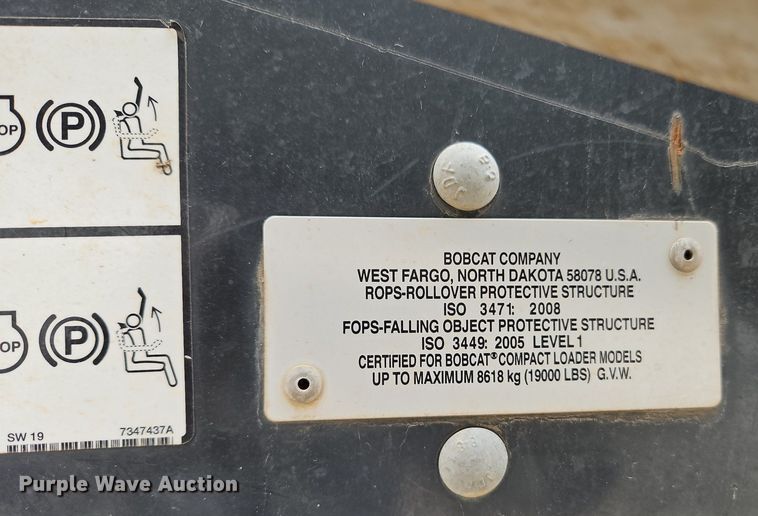 OP
P
OP
P
SW 19
7347437A
BOBCAT COMPANY
WEST FARGO, NORTH DAKOTA 58078 U.S.A.
ROPS-ROLLOVER PROTECTIVE STRUCTURE
ISO 3471: 2008
FOPS-FALLING OBJECT PROTECTIVE STRUCTURE
ISO 3449: 2005 LEVEL 1
CERTIFIED FOR BOBCAT® COMPACT LOADER MODELS
UP TO MAXIMUM 8618 kg (19000 LBS) G.V.W.
Purple Wave Auction